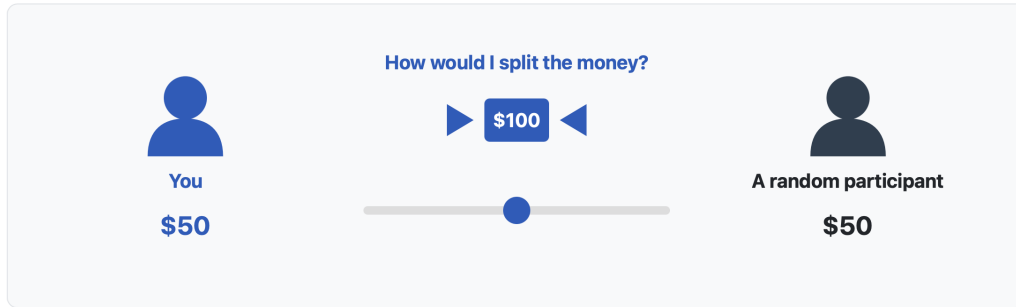 How would I split the money?
$100
You
$50
A random participant
$50